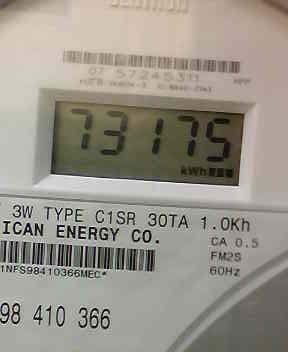 07 57245311
73175
kWh
3W TYPE C1SR 30TA 1.0Kh
ICAN ENERGY CO.
CA 0.5
FM2S
60Hz
1NFS98410366MEC*
98 410 366